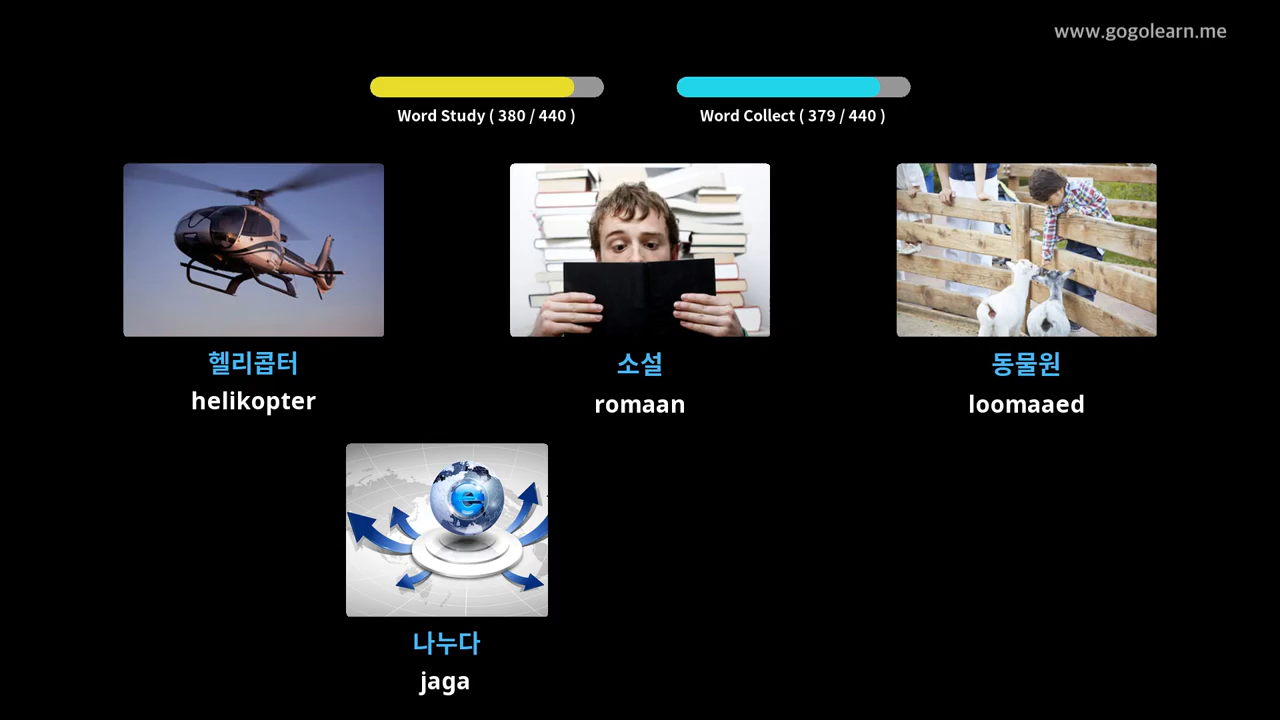 www.gogolearn.me
Word Study ( 380 / 440 )
Word Collect ( 379 / 440 )
헬리콥터
helikopter
소설
romaan
동물원
loomaaed
e
나누다
jaga